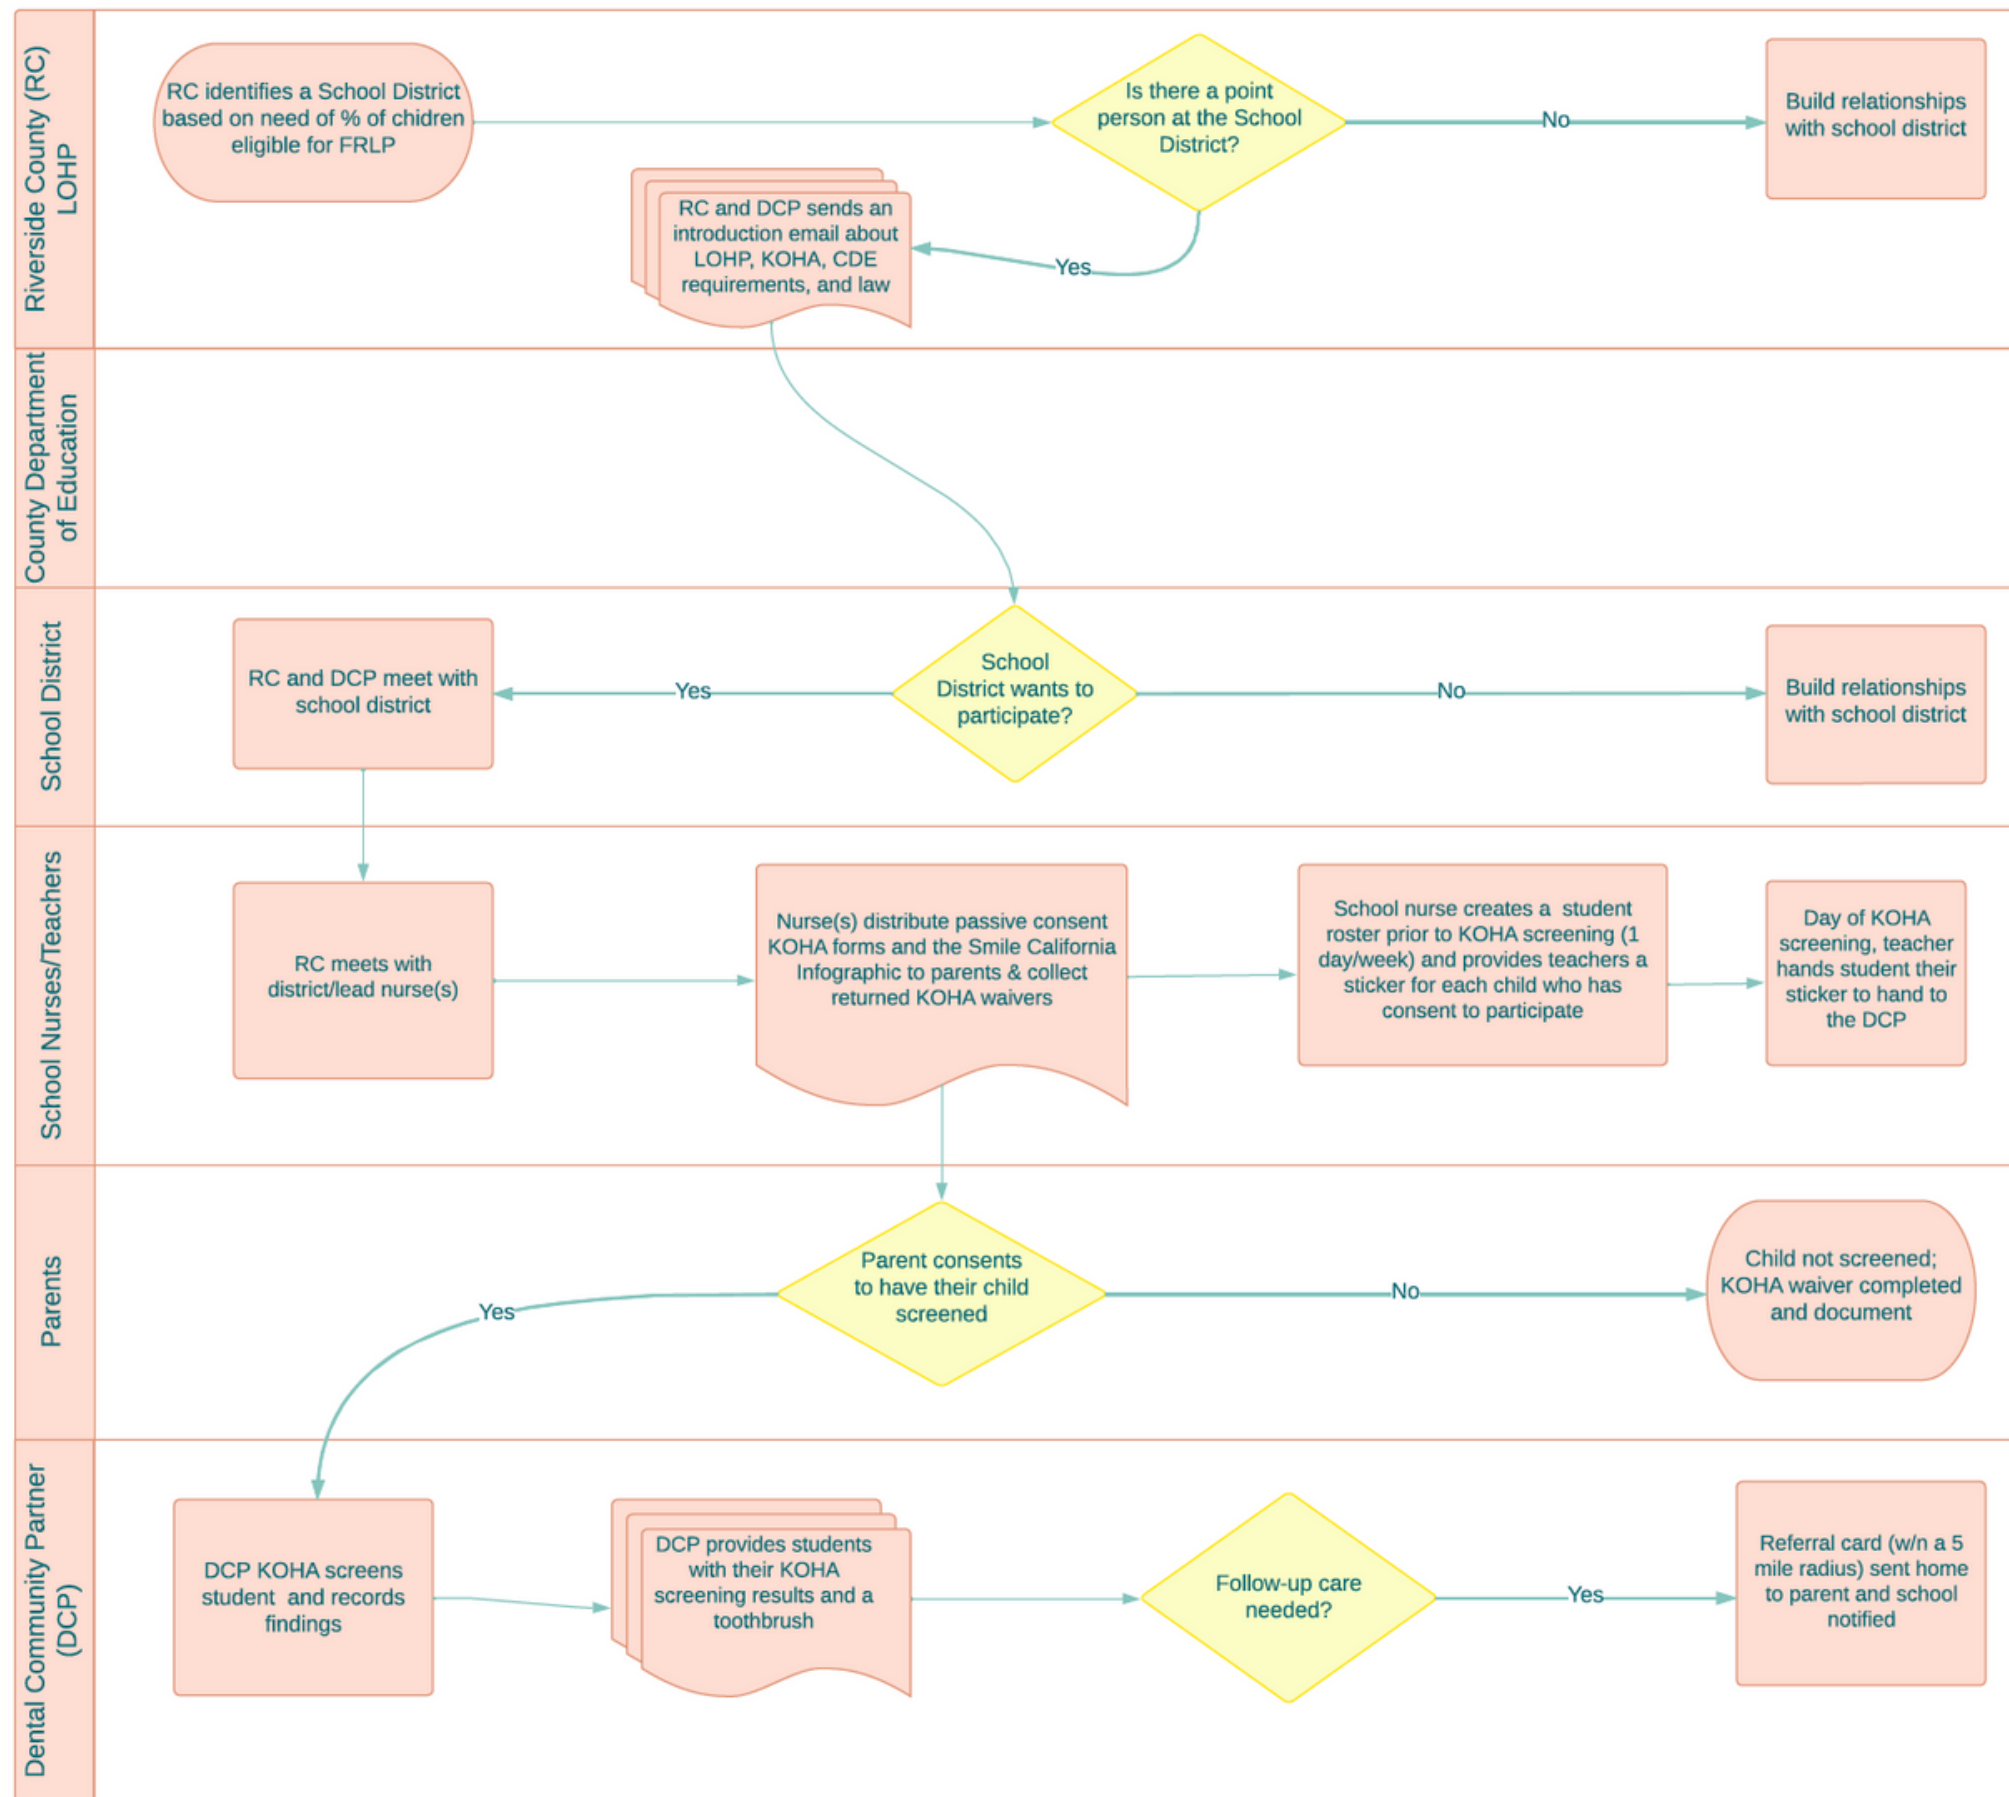 Riverside County (RC)
LOHP
RC identifies a School District
based on need of % of chidren
eligible for FRLP
Is there a point
person at the School
District?
No
Build relationships
with school district
Yes
RC and DCP sends an
introduction email about
LOHP, KOHA, CDE
requirements, and law
County Department
of Education
School District
RC and DCP meet with
school district
Yes
School
District wants to
participate?
No
Build relationships
with school district
School Nurses/Teachers
RC meets with
district/lead nurse(s)
Nurse(s) distribute passive consent
KOHA forms and the Smile California
Infographic to parents & collect
returned KOHA waivers
School nurse creates a  student
roster prior to KOHA screening (1
day/week) and provides teachers a
sticker for each child who has
consent to participate
Day of KOHA
screening, teacher
hands student their
sticker to hand to
the DCP
Parents
Yes
Parent consents
to have their child
screened
No
Child not screened;
KOHA waiver completed
and document
Dental Community Partner
(DCP)
DCP KOHA screens
student  and records
findings
DCP provides students
with their KOHA
screening results and a
toothbrush
Follow-up care
needed?
Yes
Referral card (w/n a 5
mile radius) sent home
to parent and school
notified